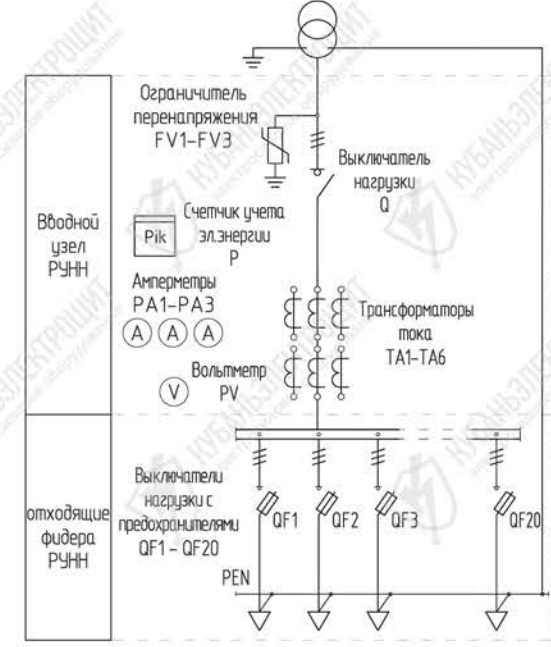 Ограничитель
перенапряжения
FV1-FV3
Выключатель
нагрузки
Q
Вводной
узел
РУНН
Pik
Счетчик учета
эл.энергии
P
Амперметры
PA1-PA3
A A A
Трансформаторы
тока
TA1-TA6
Вольтметр
PV
V
отходящие
фидера
РУНН
Выключатели
нагрузки с
предохранителями
QF1 - QF20
QF1 QF2 QF3 QF20
PEN